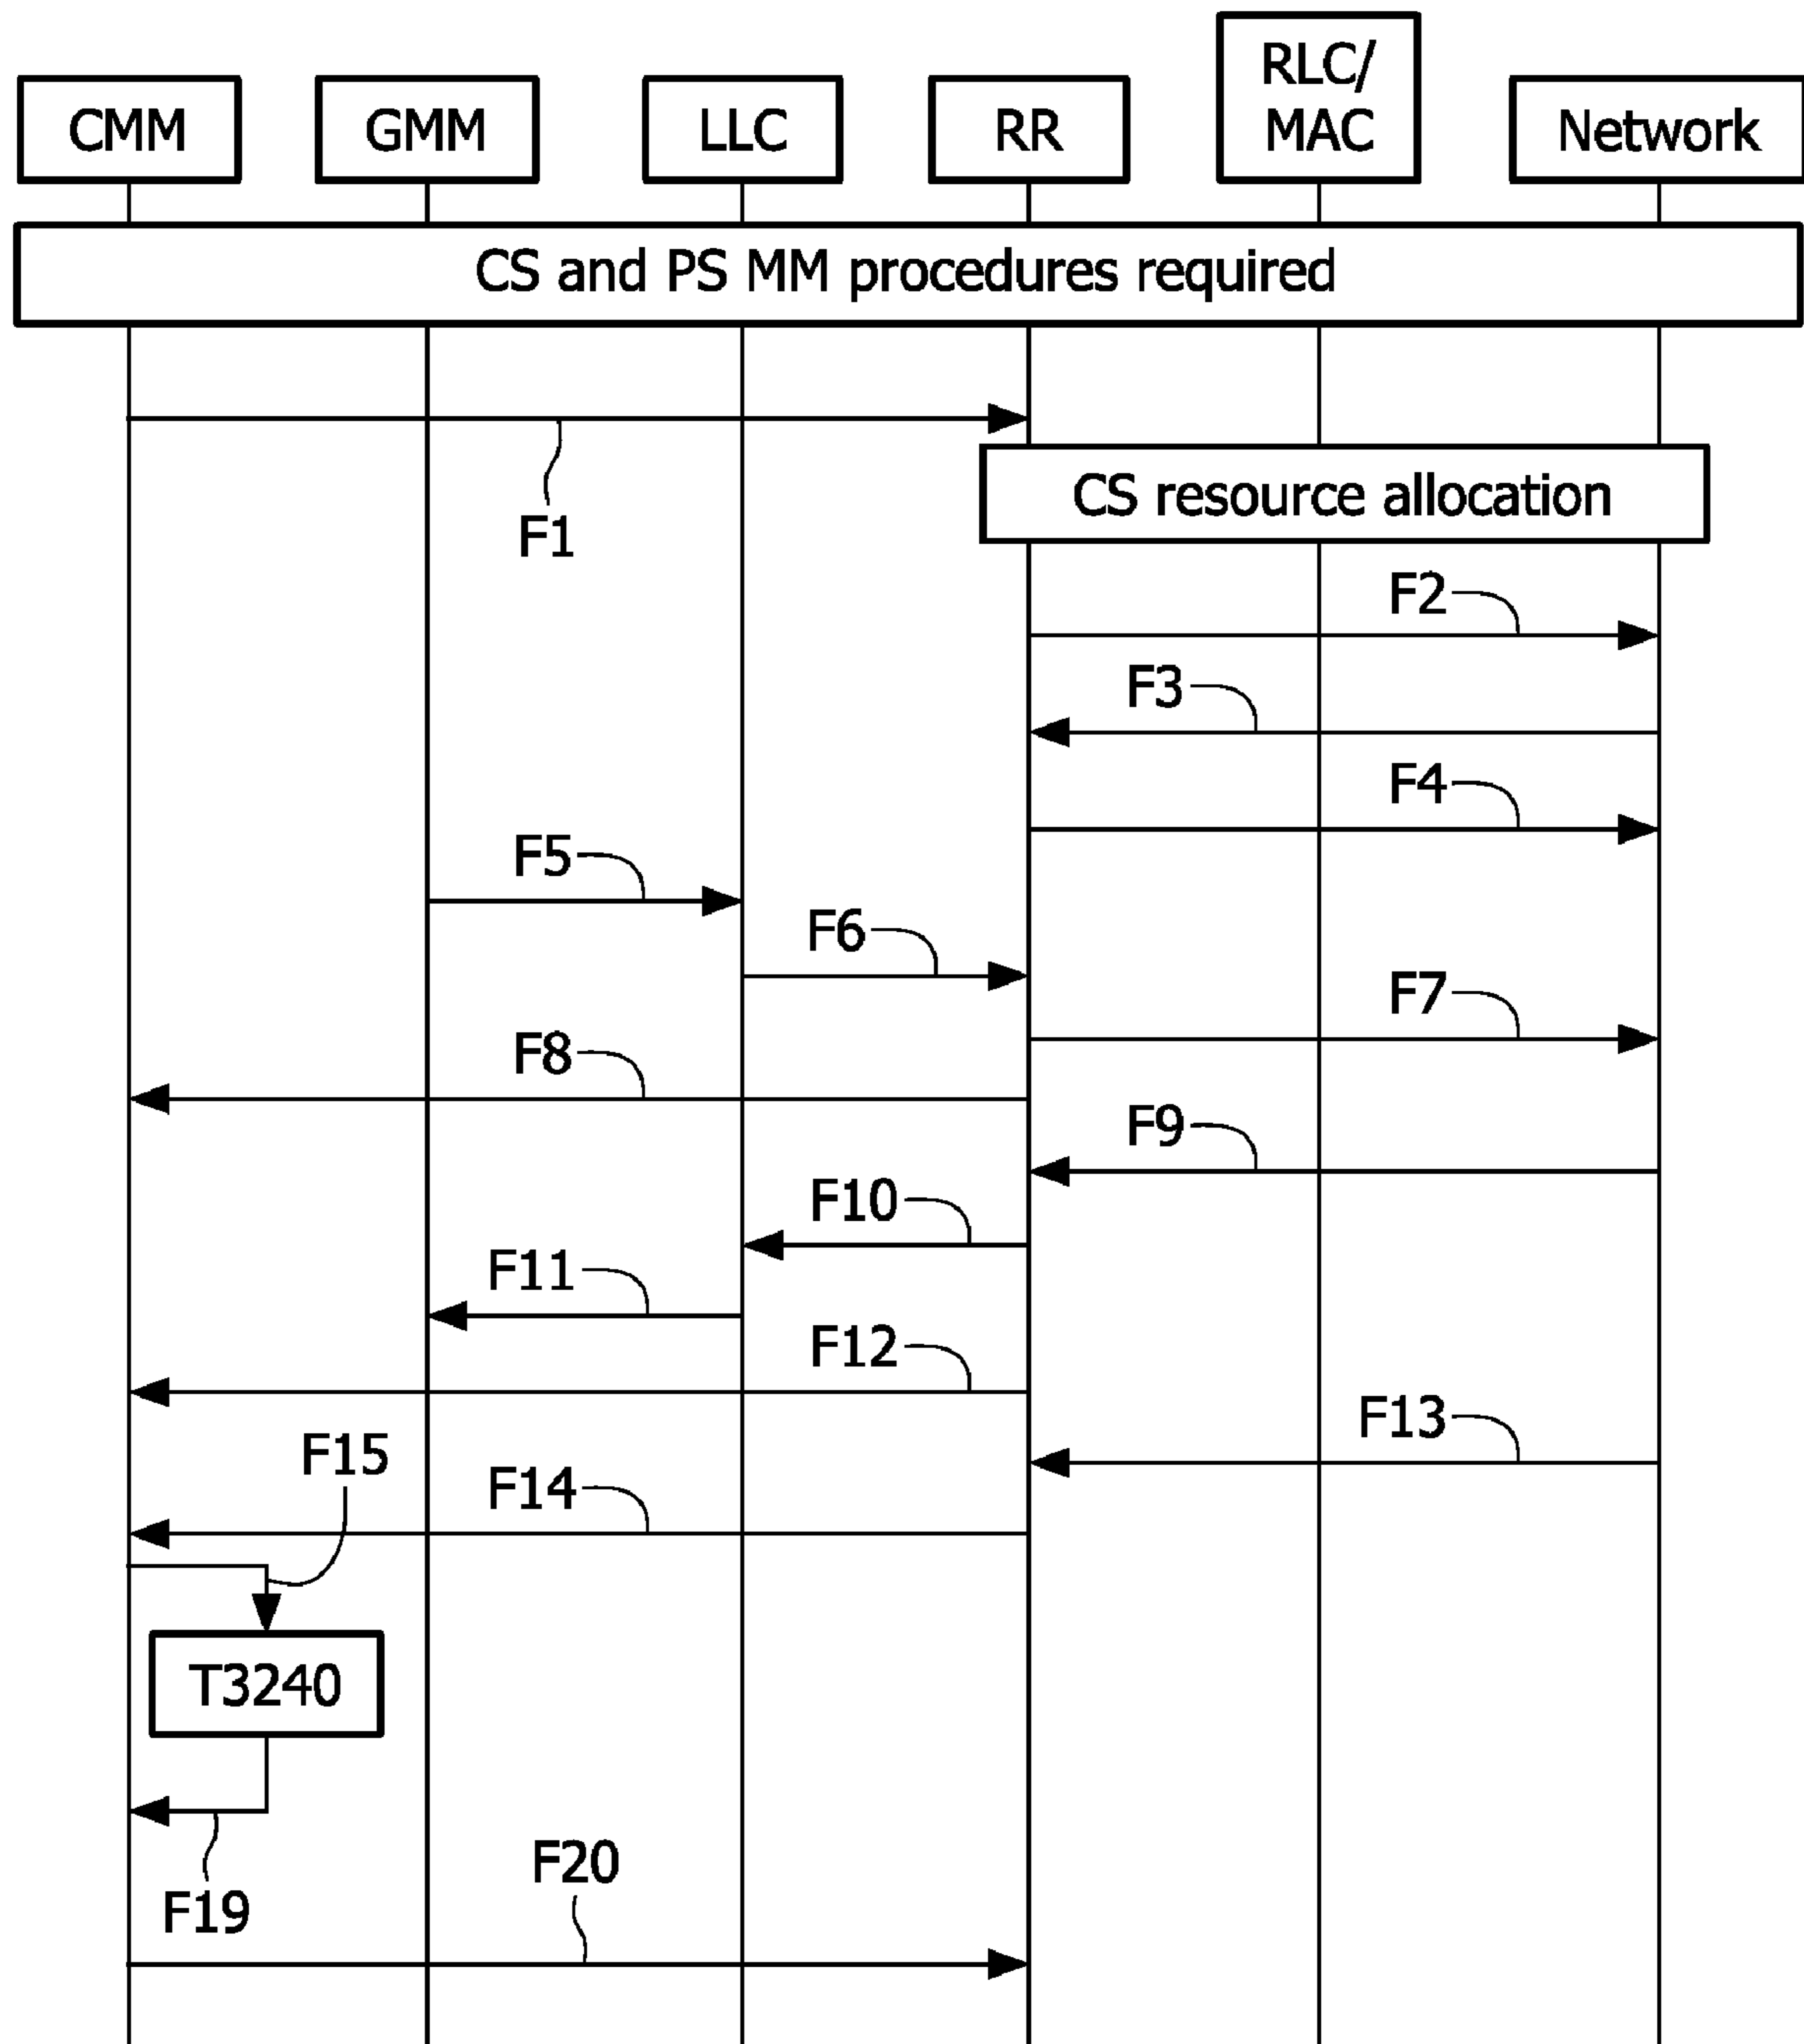 CMM
GMM
LLC
RR
RLC/
MAC
Network
CS and PS MM procedures required
F1
CS resource allocation
F2
F3
F4
F5
F6
F7
F8
F9
F10
F11
F12
F13
F15
F14
T3240
F19
F20